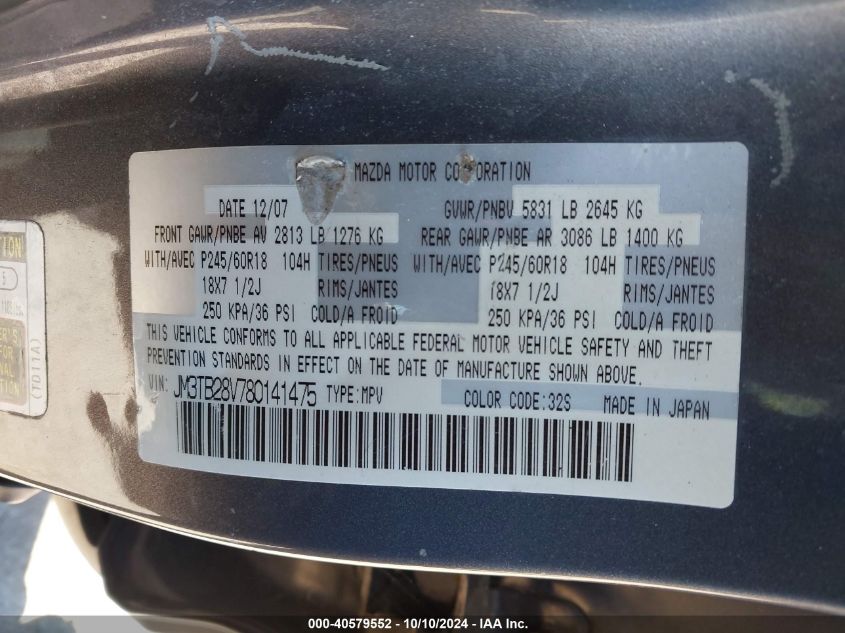 MAZDA MOTOR CORPORATION
DATE 12/07
GVWR/PNBV 5831 LB 2645 KG
FRONT GAWR/PNBE AV 2813 LB 1276 KG
REAR GAWR/PNBE AR 3086 LB 1400 KG
WITH/AVEC P245/60R18 104H TIRES/PNEUS
WITH/AVEC P245/60R18 104H TIRES/PNEUS
18X7 1/2J RIMS/JANTES
18X7 1/2J RIMS/JANTES
250 KPA/36 PSI COLD/A FROID
250 KPA/36 PSI COLD/A FROID
THIS VEHICLE CONFORMS TO ALL APPLICABLE FEDERAL MOTOR VEHICLE SAFETY AND THEFT
PREVENTION STANDARDS IN EFFECT ON THE DATE OF MANUFACTURE SHOWN ABOVE.
VIN: JM3TB28V780141475 TYPE:MPV
COLOR CODE:32S MADE IN JAPAN
(T011A)
000-40579552 - 10/10/2024 - IAA Inc.